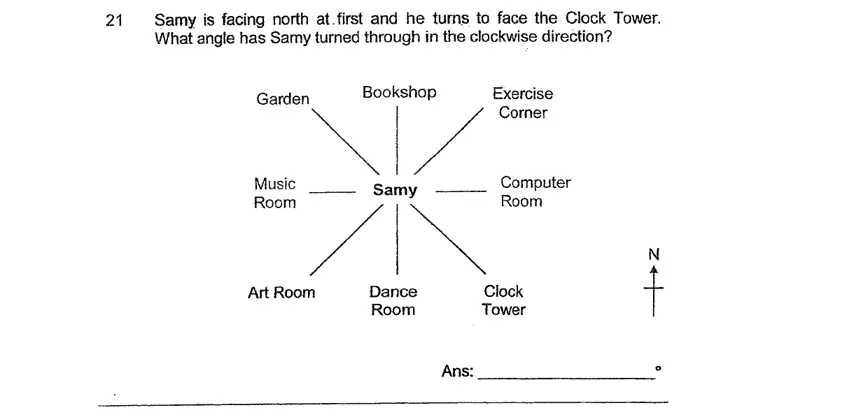 21 Samy is facing north at first and he turns to face the Clock Tower.
What angle has Samy turned through in the clockwise direction?
Garden
Bookshop
Exercise
Corner
Music
Room
Samy
Computer
Room
Art Room
Dance
Room
Clock
Tower
N
Ans: ____________________°